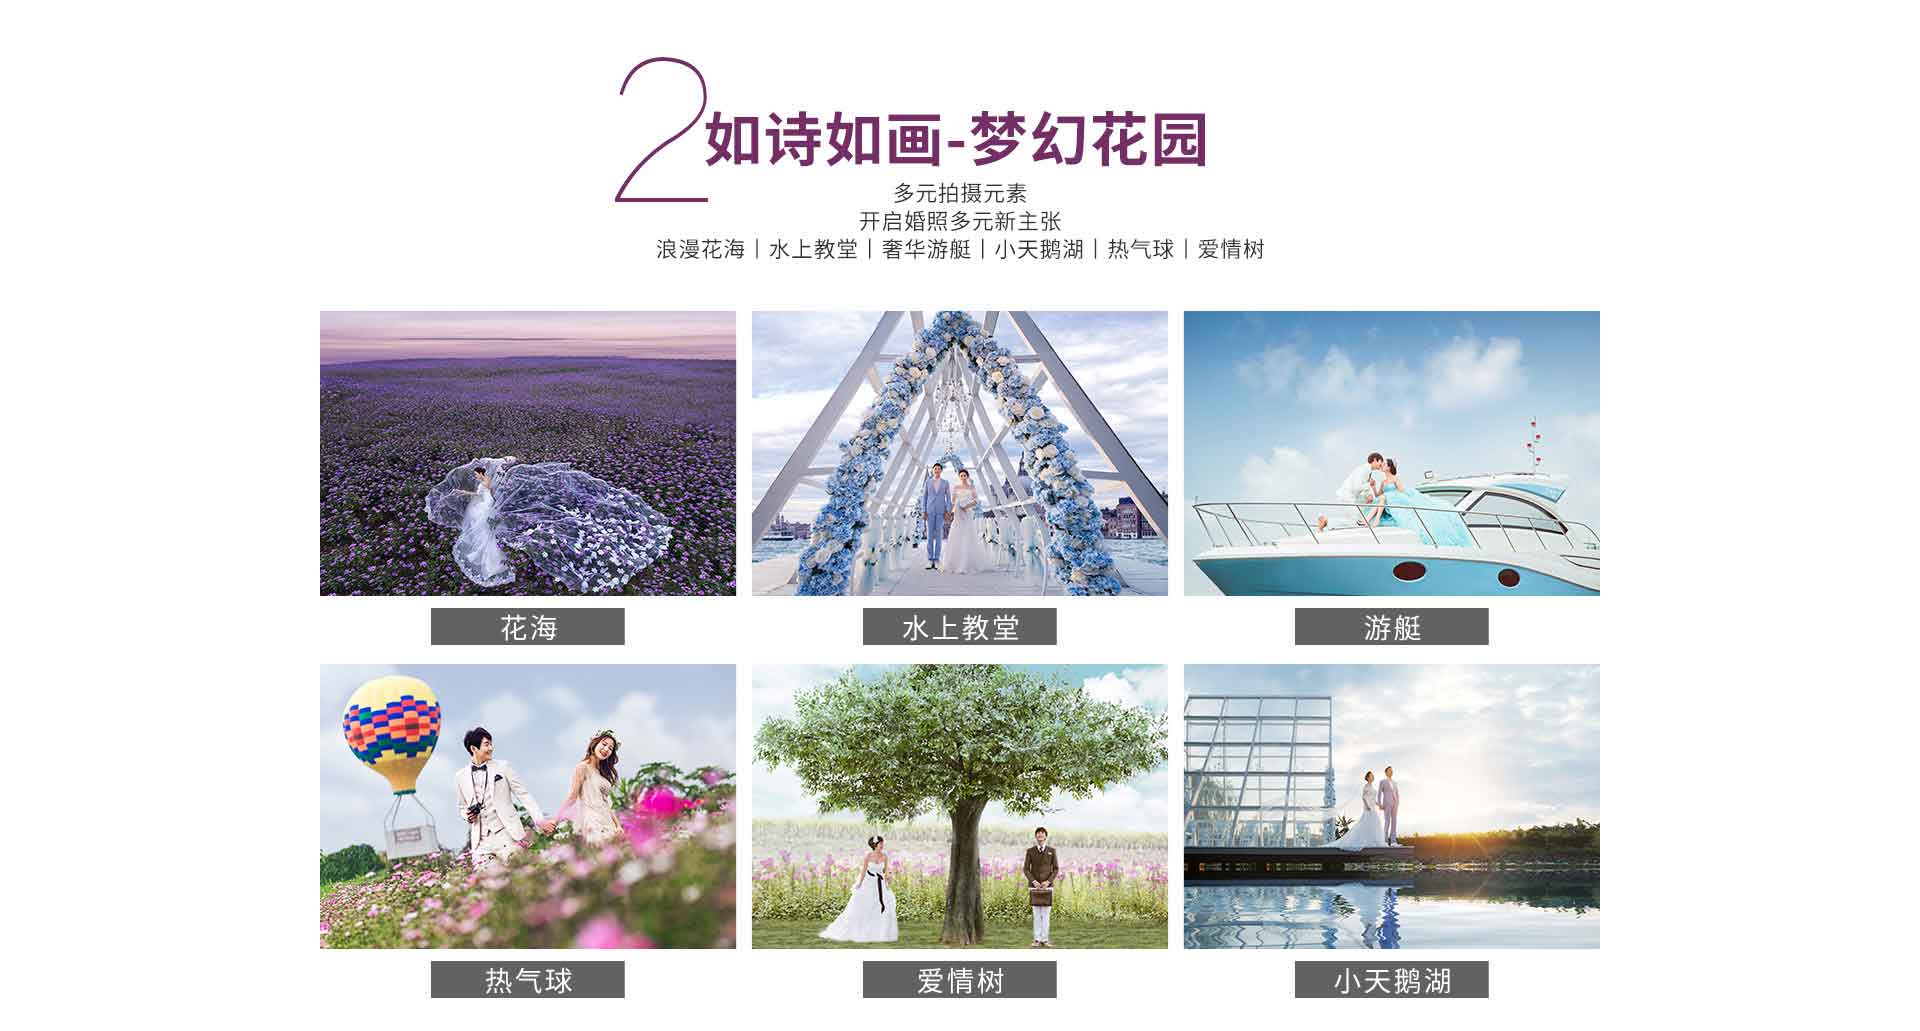 2
如诗如画-梦幻花园
多元拍摄元素
开启婚照多元新主张
浪漫花海丨水上教堂丨奢华游艇丨小天鹅湖丨热气球丨爱情树
花海
水上教堂
游艇
热气球
爱情树
小天鹅湖